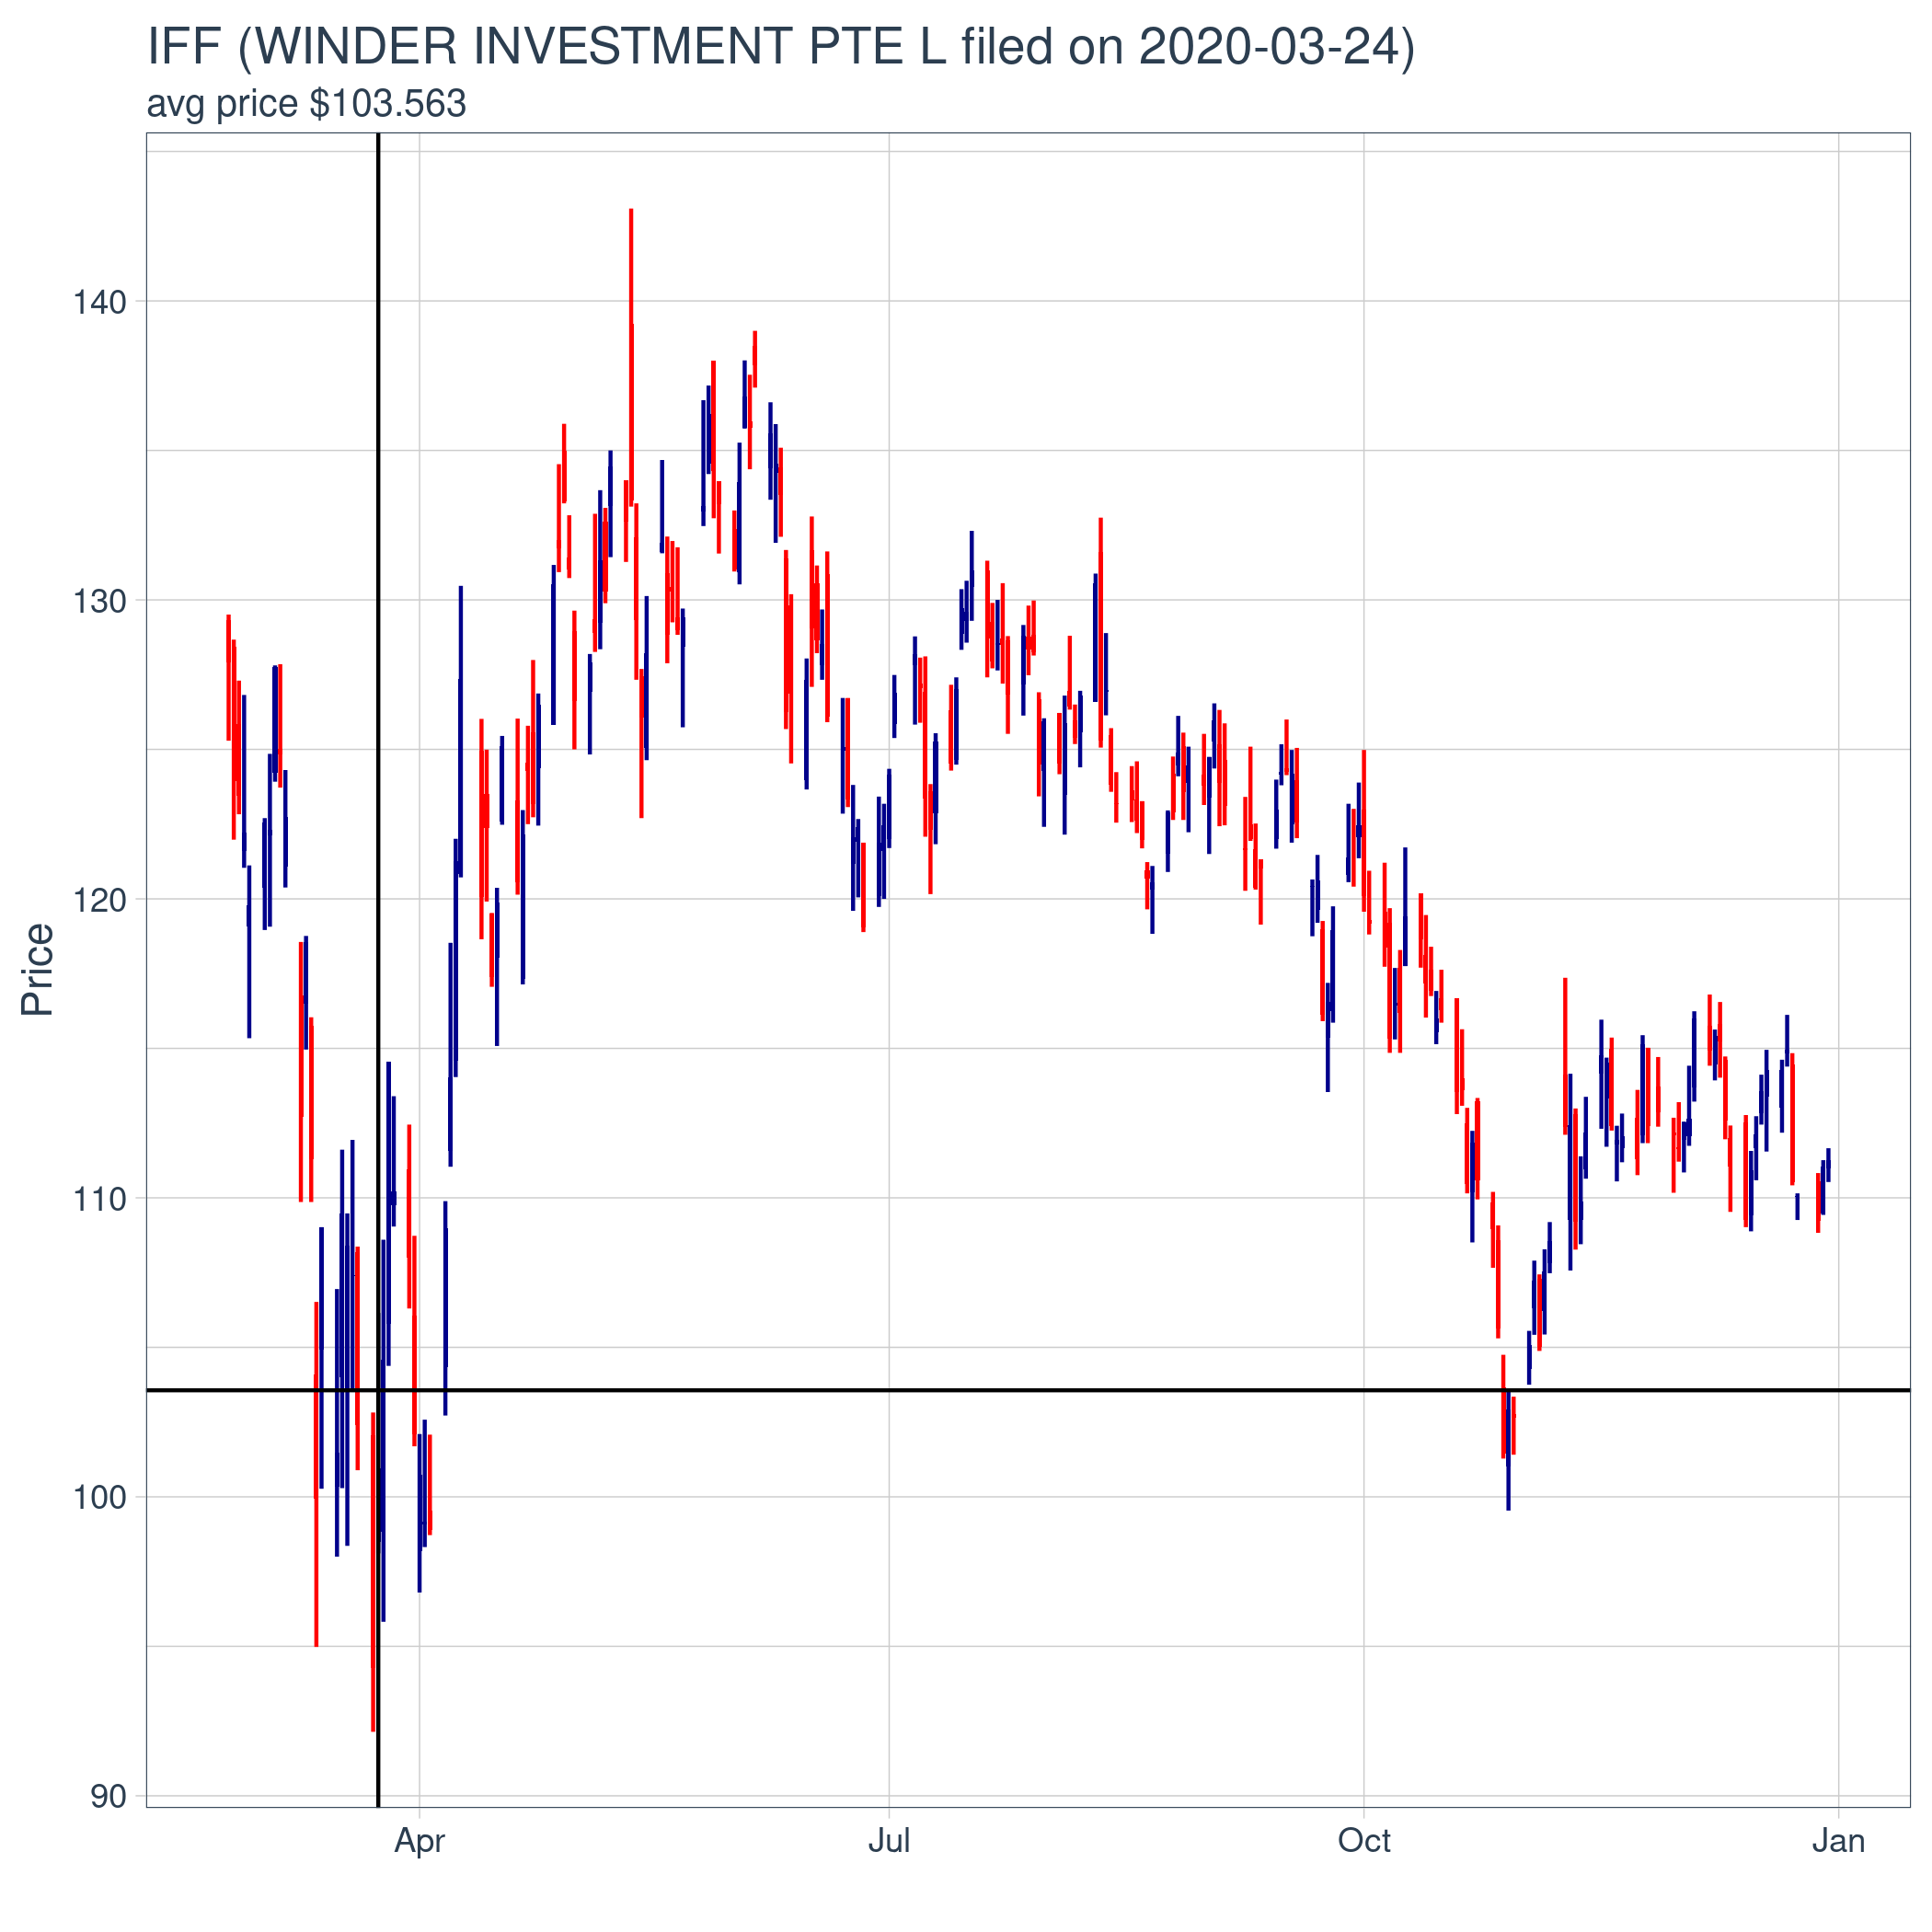 IFF (WINDER INVESTMENT PTE L filed on 2020-03-24)
avg price $103.563
140
130
120
110
100
90
Price
Apr Jul Oct Jan